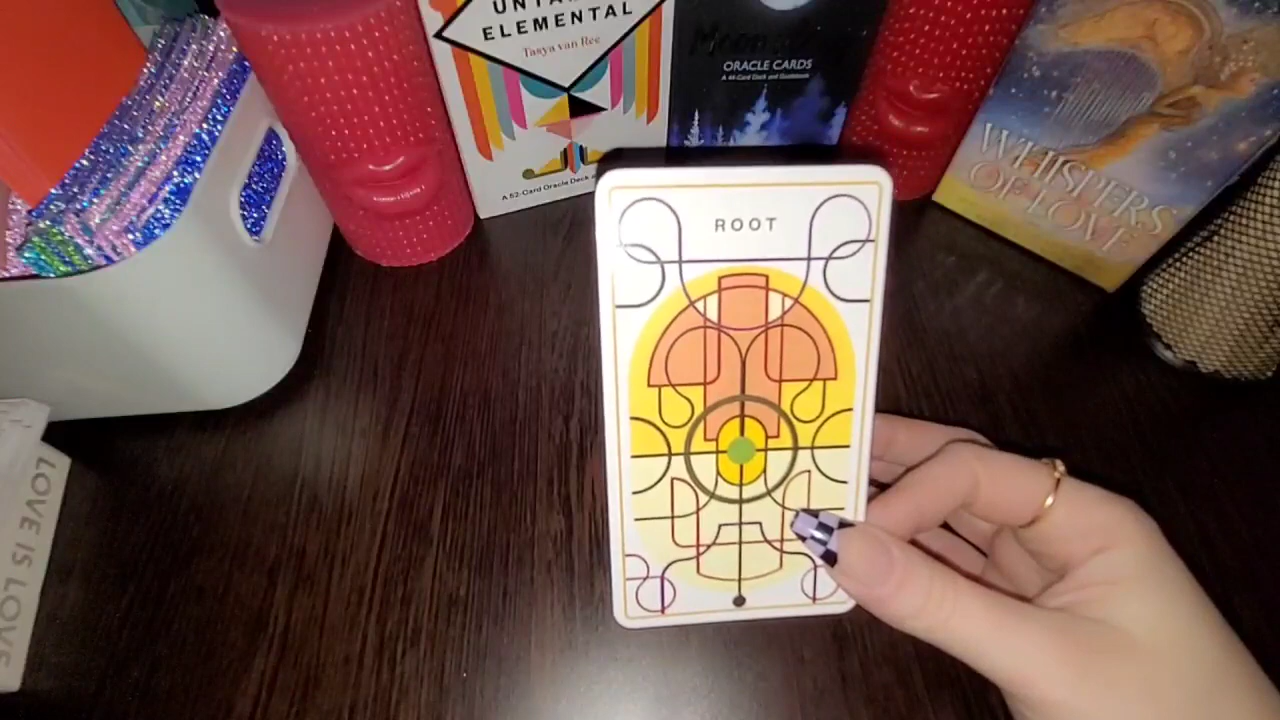 ELEMENTAL
Tasya van Ree
A 52-Card Oracle Deck
ORACLE CARDS
A 44-Card Deck and Guidebook
WHISPERS
OF LOVE
ROOT
LOVE IS LOVE